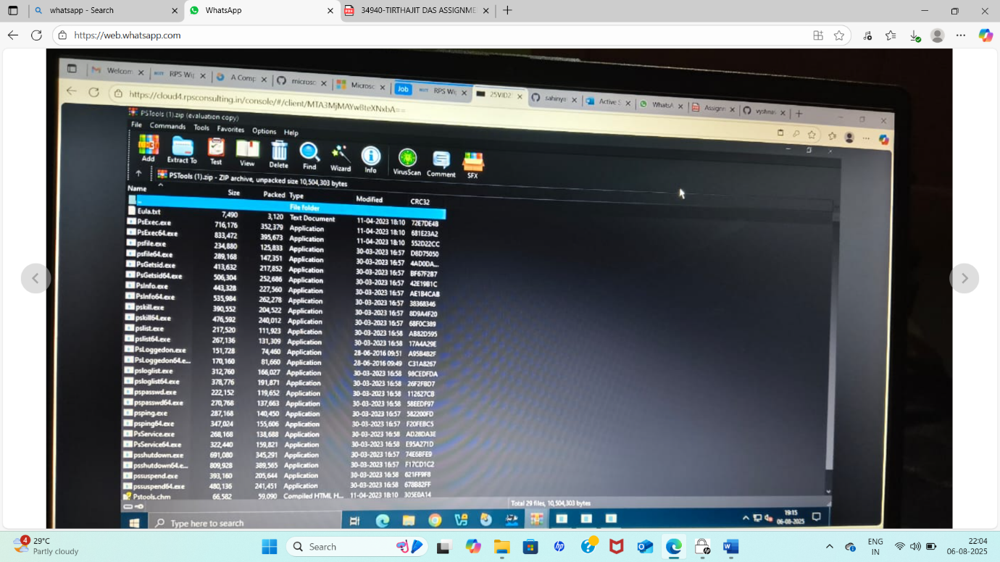 whatsapp - Search
WhatsApp
34940-TIRTHAJIT DAS ASSIGNME
https://web.whatsapp.com
Welcom
RPS Wip
A Comp
microso
Microsc
Job
RPS Wip
25VID2
sahinya
Active S
WhatsA
Assignm
vyshnav
https://cloud4.rpsconsulting.in/console/#/client/MTA3MjMAYwBteXNxbA==
PSTools (1).zip (evaluation copy)
File Commands Tools Favorites Options Help
Add Extract To Test View Delete Find Wizard Info VirusScan Comment SFX
PSTools (1).zip - ZIP archive, unpacked size 10,504,303 bytes
Name Size Packed Type Modified CRC32
.. File folder
Eula.txt 7,490 3,120 Text Document 11-04-2023 18:10 72E7DE4B
PsExec.exe 716,176 352,379 Application 11-04-2023 18:10 681E23A2
PsExec64.exe 833,472 395,673 Application 11-04-2023 18:10 552D22CC
psfile.exe 234,880 125,833 Application 30-03-2023 16:57 D8D75050
psfile64.exe 289,168 147,351 Application 30-03-2023 16:57 4AD0DA...
PsGetsid.exe 413,632 217,852 Application 30-03-2023 16:57 BF67F287
PsGetsid64.exe 506,304 252,686 Application 30-03-2023 16:57 42E19B1C
PsInfo.exe 443,328 227,560 Application 30-03-2023 16:57 AE1B4CAB
PsInfo64.exe 535,984 262,278 Application 30-03-2023 16:57 38368346
pskill.exe 390,552 204,522 Application 30-03-2023 16:57 8D9A4F20
pskill64.exe 476,592 240,012 Application 30-03-2023 16:57 68F0C389
pslist.exe 217,520 111,923 Application 30-03-2023 16:58 AB82D595
pslist64.exe 267,136 131,309 Application 30-03-2023 16:58 17A4A29E
PsLoggedon.exe 151,728 74,460 Application 28-06-2016 09:51 A95B4B2F
PsLoggedon64.e... 170,160 81,660 Application 28-06-2016 09:49 C31A8267
psloglist.exe 312,760 166,027 Application 30-03-2023 16:58 98CEDFDA
psloglist64.exe 378,776 191,871 Application 30-03-2023 16:58 26F2FBD7
pspasswd.exe 222,152 119,652 Application 30-03-2023 16:58 112627CB
pspasswd64.exe 270,768 137,663 Application 30-03-2023 16:58 58EEDF97
psping.exe 287,168 140,450 Application 30-03-2023 16:57 582200FD
psping64.exe 347,024 155,606 Application 30-03-2023 16:57 F20FEBC5
PsService.exe 268,168 138,688 Application 30-03-2023 16:58 AD28DA3E
PsService64.exe 322,440 159,821 Application 30-03-2023 16:58 E95A271D
psshutdown.exe 691,080 345,291 Application 30-03-2023 16:57 74E6BFE9
psshutdown64.e... 809,928 389,565 Application 30-03-2023 16:57 F17CD1C2
pssuspend.exe 393,160 205,644 Application 30-03-2023 16:58 621FF9F8
pssuspend64.exe 480,136 241,451 Application 30-03-2023 16:58 678B82FF
Pstools.chm 66,582 59,090 Compiled HTML H... 11-04-2023 18:10 305E0A14
Total 29 files, 10,504,303 bytes
Type here to search
19:15
06-08-2025
4
29°C
Partly cloudy
Search
ENG
IN
22:04
06-08-2025